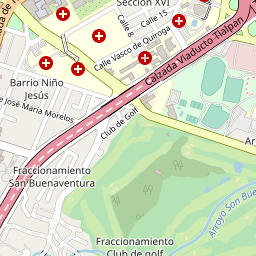 Sección XVI
Calle 8
Calle 15
Calle Vasco de Quiroga
Calzada Viaducto Tlalpan
Barrio Niño
Jesús
José María Morelos
Club de Golf
Fraccionamiento
San Buenaventura
Arroyo San Bue
Fraccionamiento
Club de golf